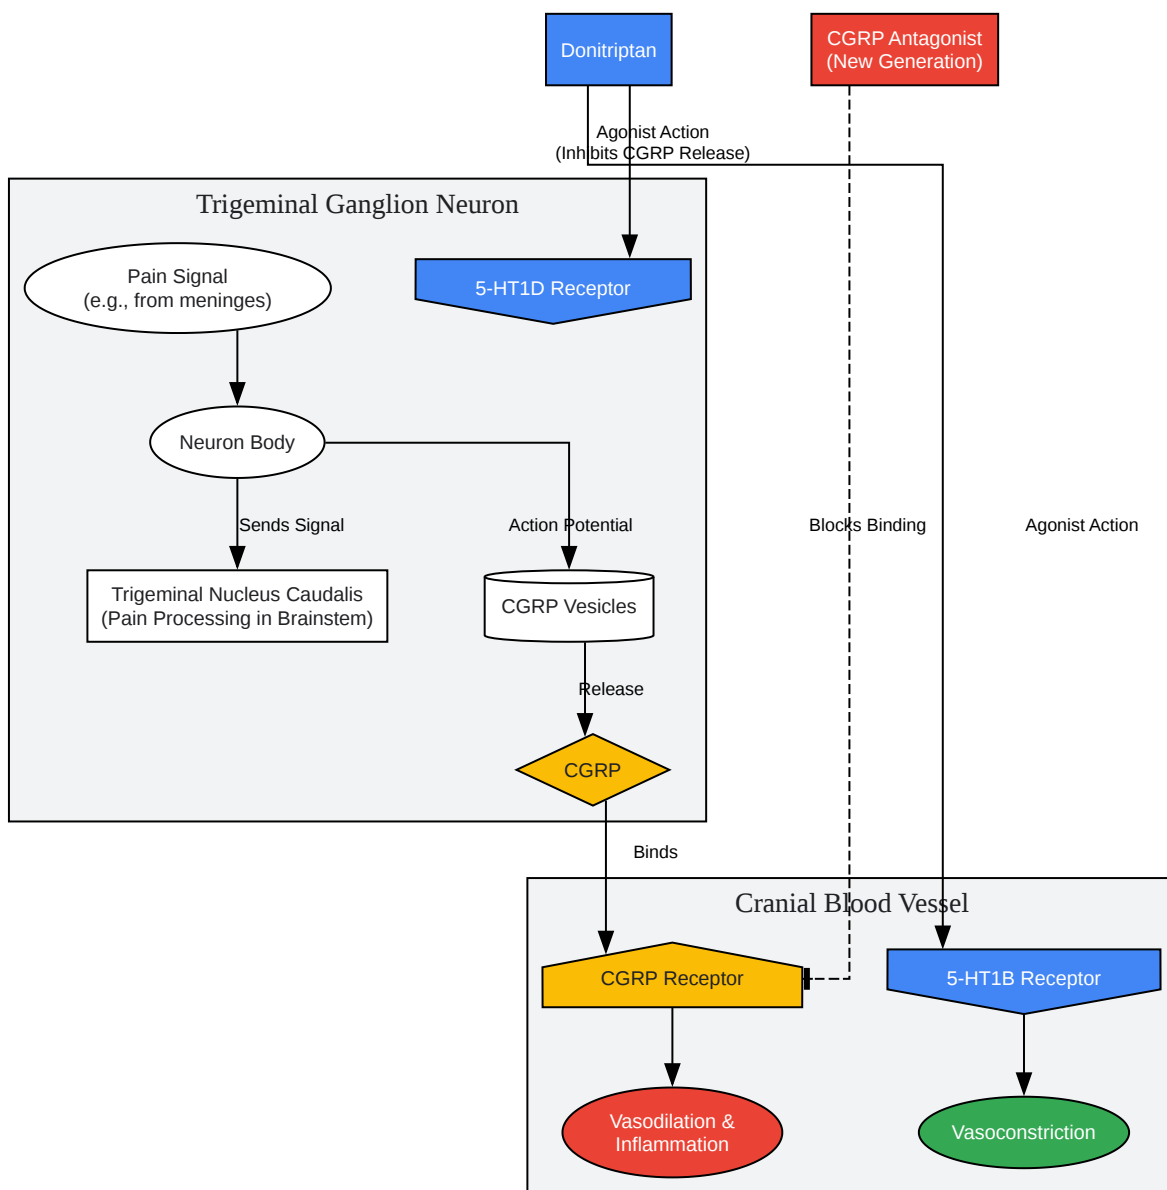 Donitriptan
CGRP Antagonist
(New Generation)
Agonist Action
(Inhibits CGRP Release)
Trigeminal Ganglion Neuron
Pain Signal
(e.g., from meninges)
5-HT1D Receptor
Neuron Body
Sends Signal
Action Potential
Blocks Binding
Agonist Action
Trigeminal Nucleus Caudalis
(Pain Processing in Brainstem)
CGRP Vesicles
Release
CGRP
Binds
Cranial Blood Vessel
CGRP Receptor
5-HT1B Receptor
Vasodilation &
Inflammation
Vasoconstriction